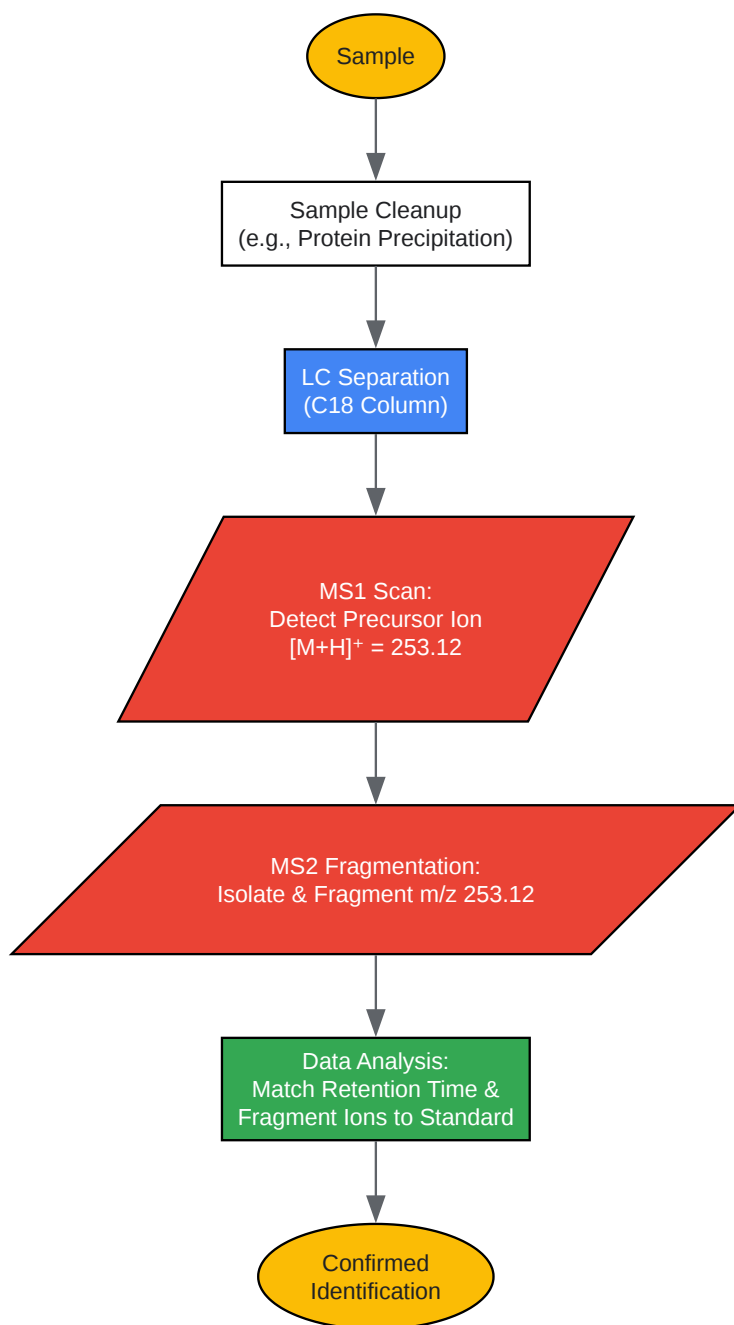 Sample
Sample Cleanup
(e.g., Protein Precipitation)
LC Separation
(C18 Column)
MS1 Scan:
Detect Precursor Ion
[M+H]⁺ = 253.12
MS2 Fragmentation:
Isolate & Fragment m/z 253.12
Data Analysis:
Match Retention Time &
Fragment Ions to Standard
Confirmed
Identification